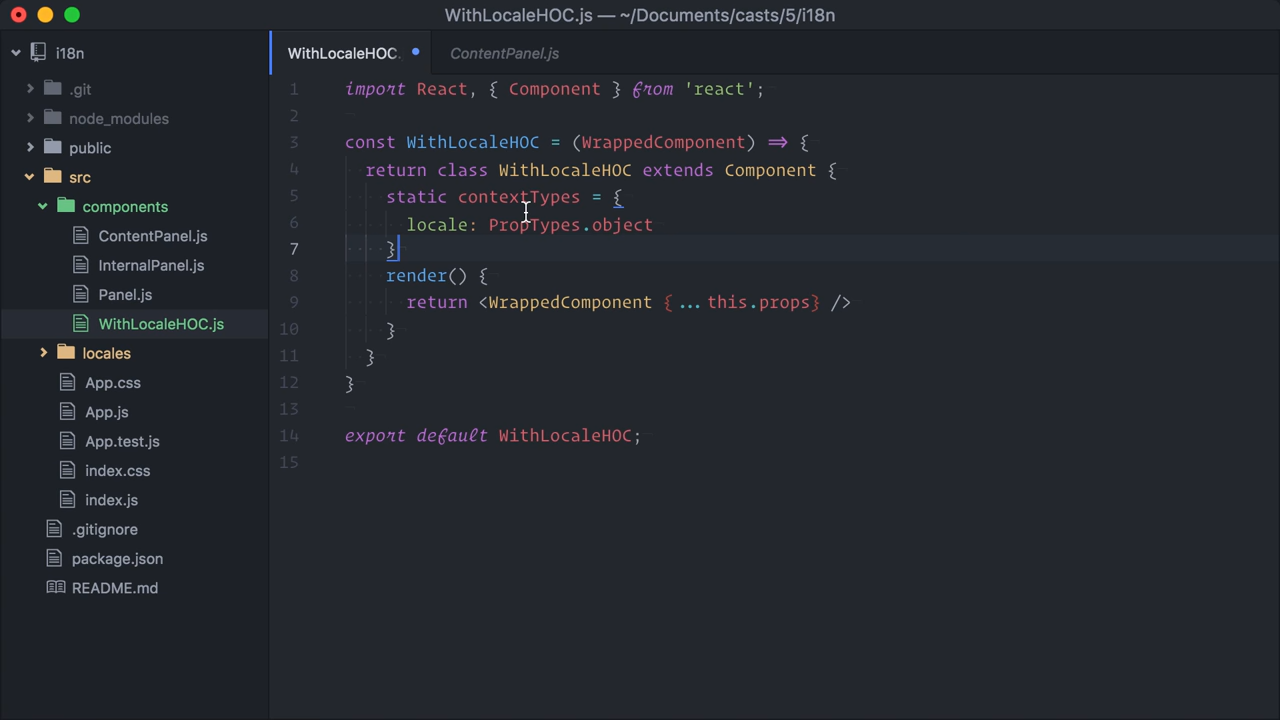 WithLocaleHOC.js — ~/Documents/casts/5/i18n
i18n
.git
node_modules
public
src
components
ContentPanel.js
InternalPanel.js
Panel.js
WithLocaleHOC.js
locales
App.css
App.js
App.test.js
index.css
index.js
.gitignore
package.json
README.md
WithLocaleHOC.
ContentPanel.js
1 import React, { Component } from 'react';
2
3 const WithLocaleHOC = (WrappedComponent) => {
4 return class WithLocaleHOC extends Component {
5 static contextTypes = {
6 locale: PropTypes.object
7 }
8 render() {
9 return <WrappedComponent {...this.props} />
10 }
11 }
12 }
13
14 export default WithLocaleHOC;
15